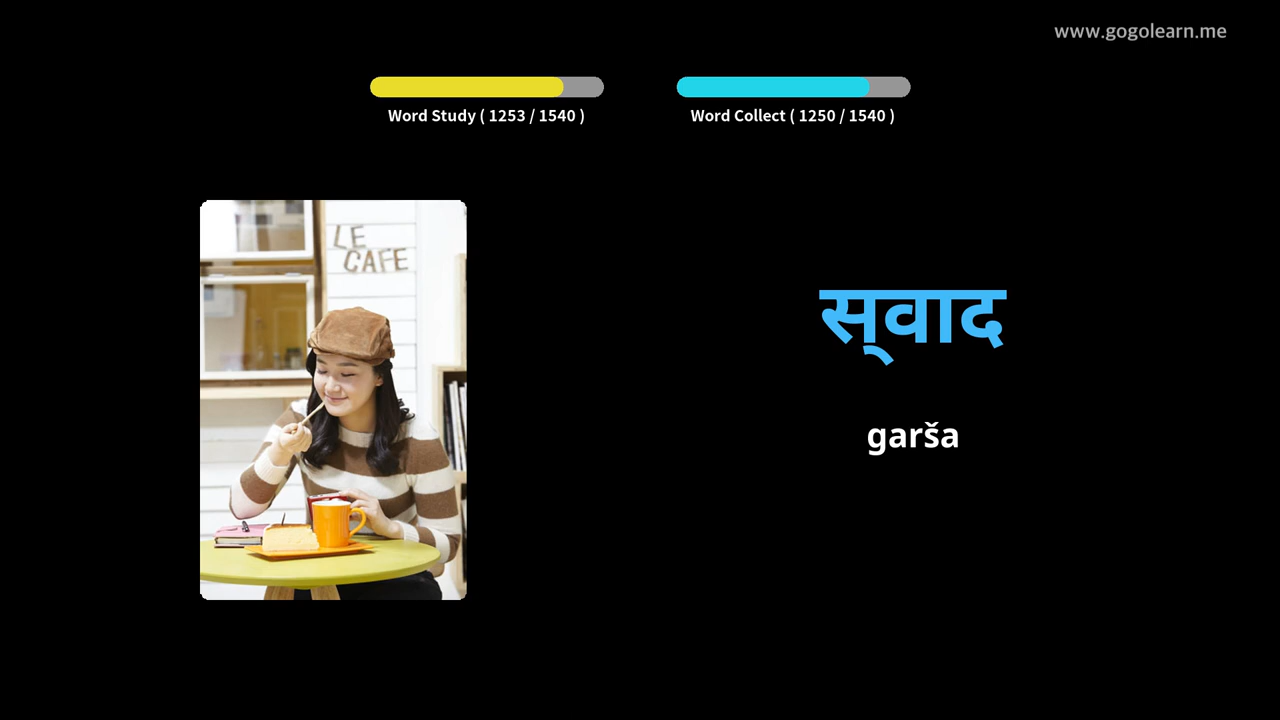 www.gogolearn.me
Word Study ( 1253 / 1540 )
Word Collect ( 1250 / 1540 )
LE
CAFE
स्‌वाद
garša